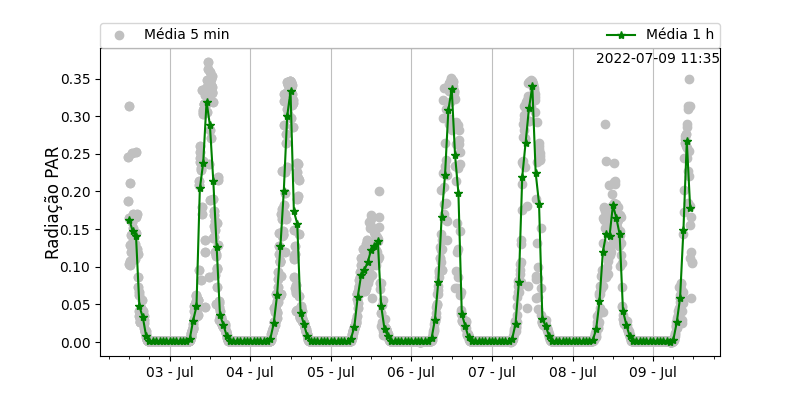 Média 5 min
Média 1 h
2022-07-09 11:35
Radiação PAR
0.35
0.30
0.25
0.20
0.15
0.10
0.05
0.00
03 - Jul
04 - Jul
05 - Jul
06 - Jul
07 - Jul
08 - Jul
09 - Jul